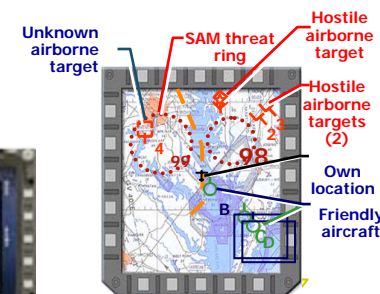 Unknown
airborne
target
SAM threat
ring
Hostile
airborne
target
Hostile
airborne
targets
(2)
Own
location
Friendly
aircraft
4
99
98
2
3
B
C
D